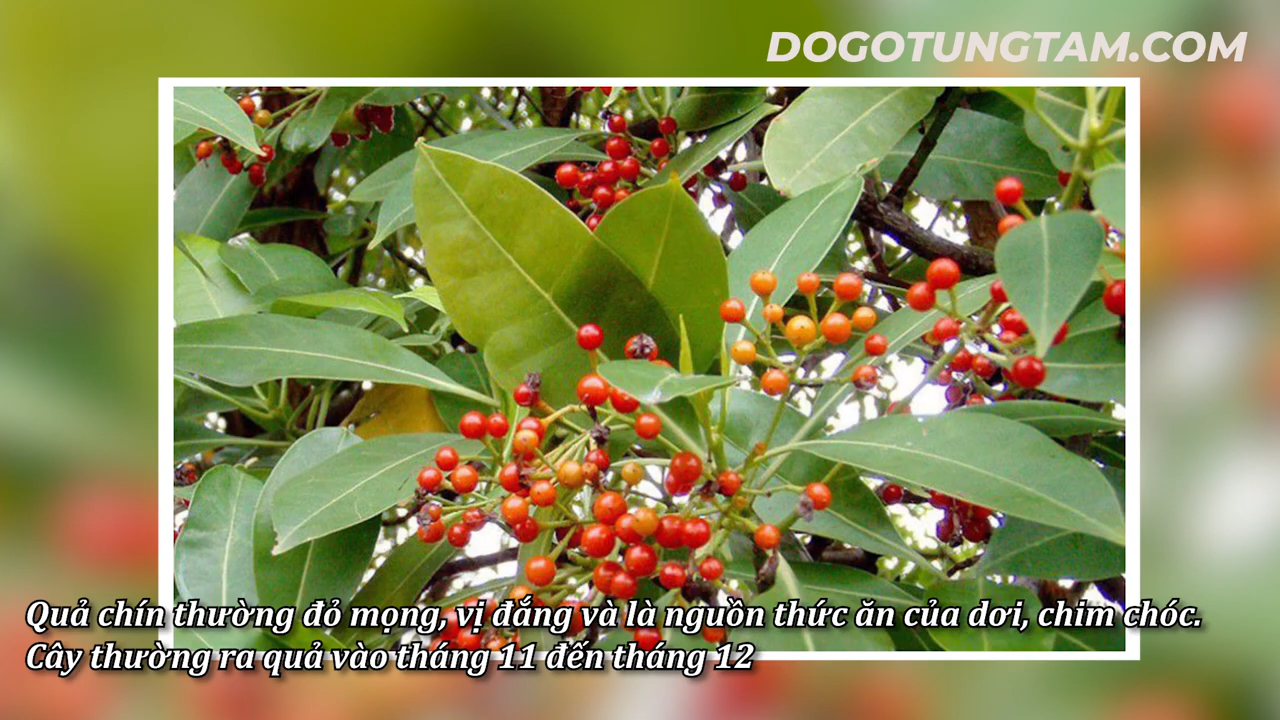 DOGOTUNGTAM.COM
Quả chín thường đỏ mọng, vị đắng và là nguồn thức ăn của dơi, chim chóc.
Cây thường ra quả vào tháng 11 đến tháng 12